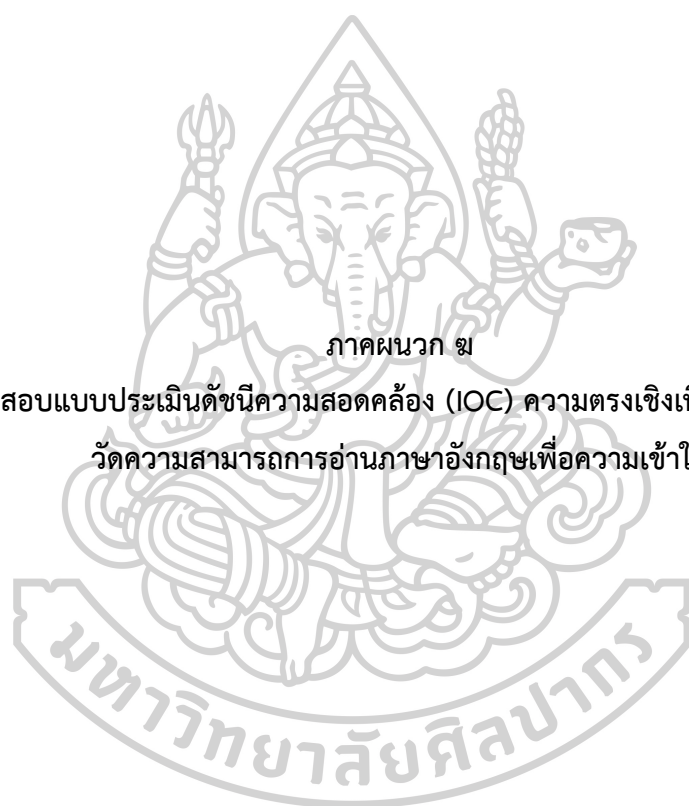 ภาคผนวก ฆ
สอบแบบประเมินดัชนีความสอดคล้อง (IOC) ความตรงเชิง
วัดความสามารถการอ่านภาษาอังกฤษเพื่อความ
มหาวิทยาลัยศิลปากร